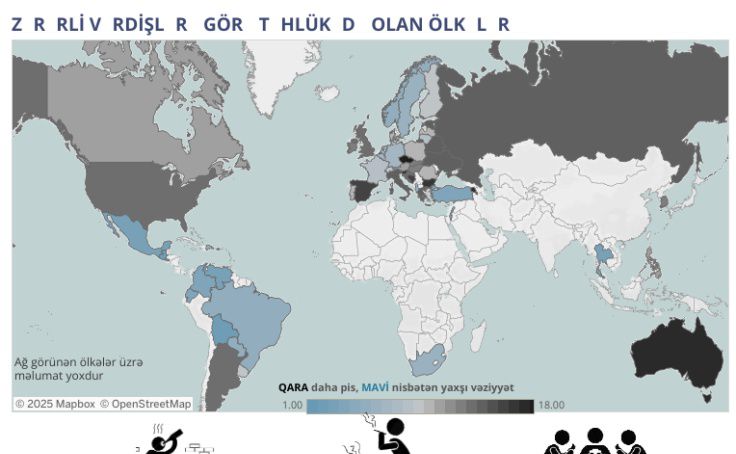 Z R RLİ V RDİŞL R GÖR T HLÜK D OLAN ÖLK L R
Ağ görünən ölkələr üzrə
məlumat yoxdur
QARA daha pis, MAVİ nisbətən yaxşı vəziyyət
1.00 18.00
© 2025 Mapbox © OpenStreetMap